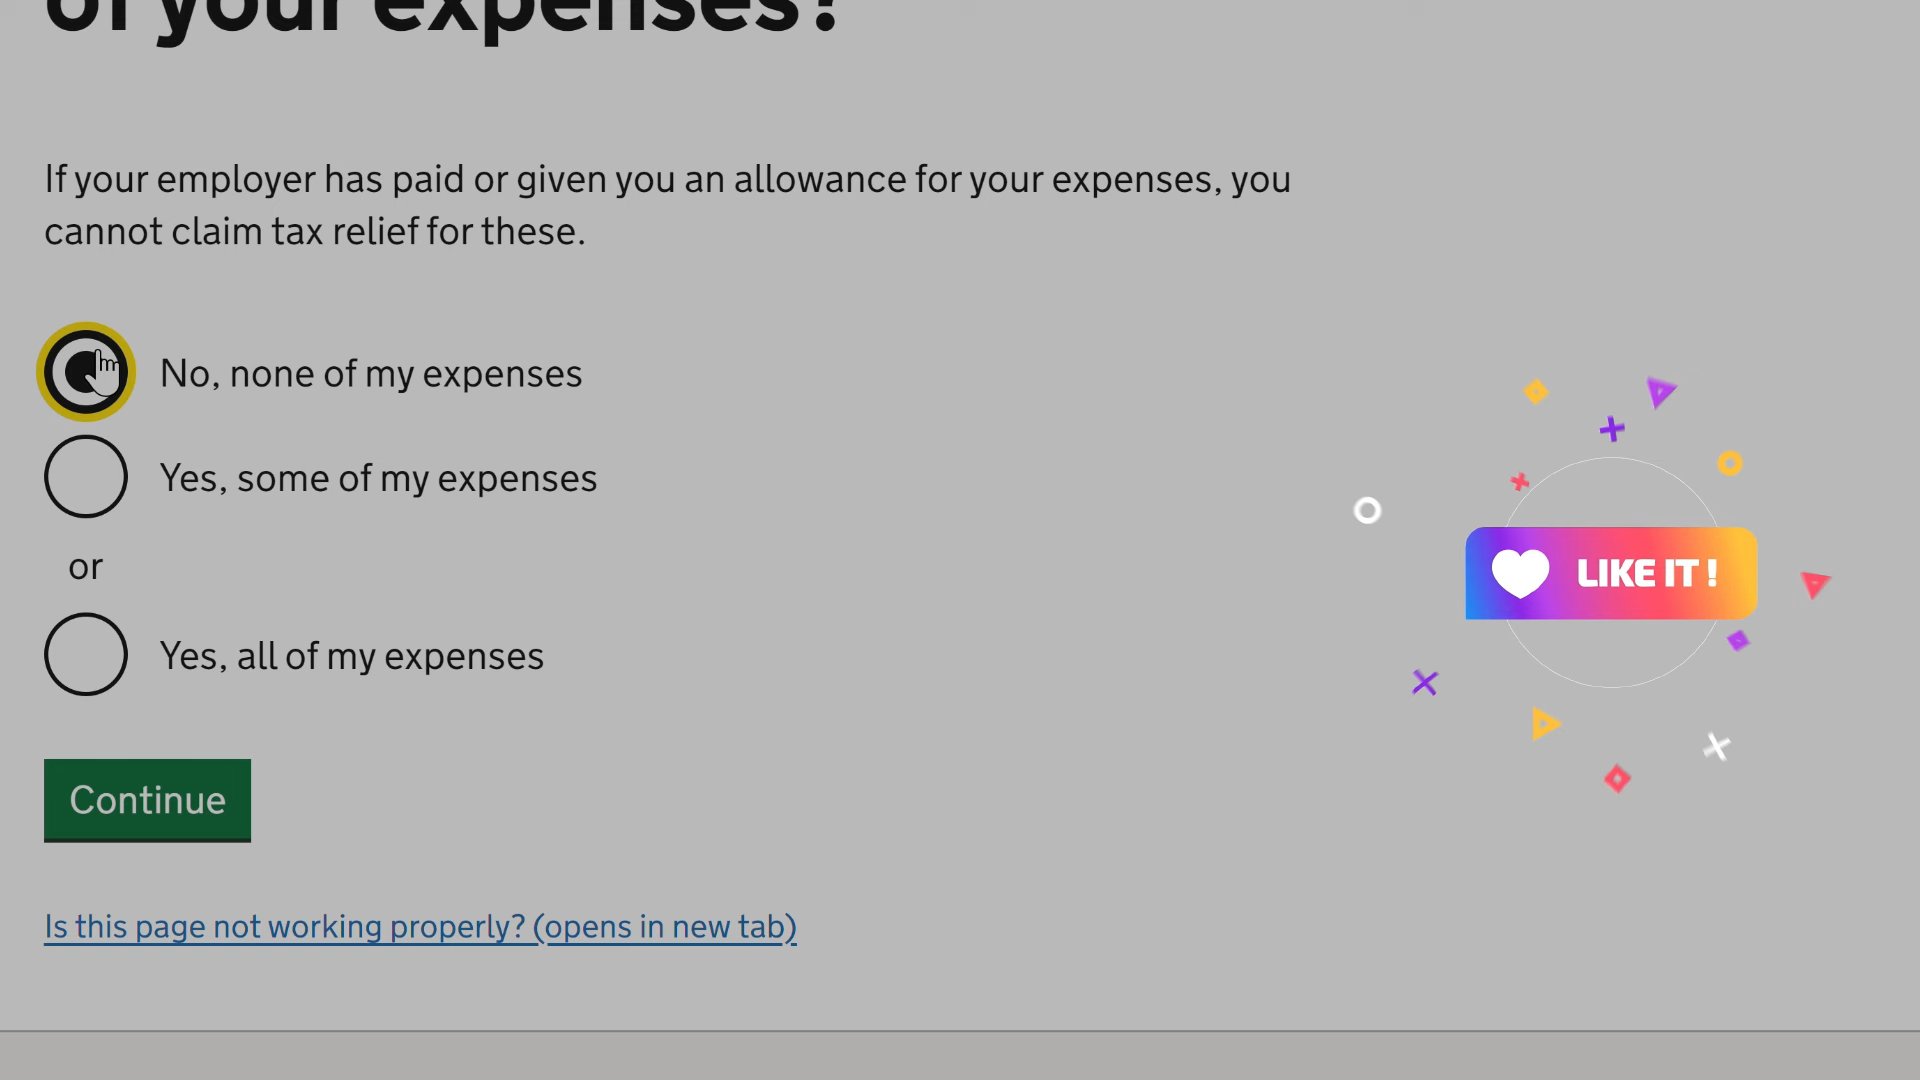 of your expenses?
If your employer has paid or given you an allowance for your expenses, you
cannot claim tax relief for these.
No, none of my expenses
Yes, some of my expenses
or
Yes, all of my expenses
LIKE IT !
Continue
Is this page not working properly? (opens in new tab)